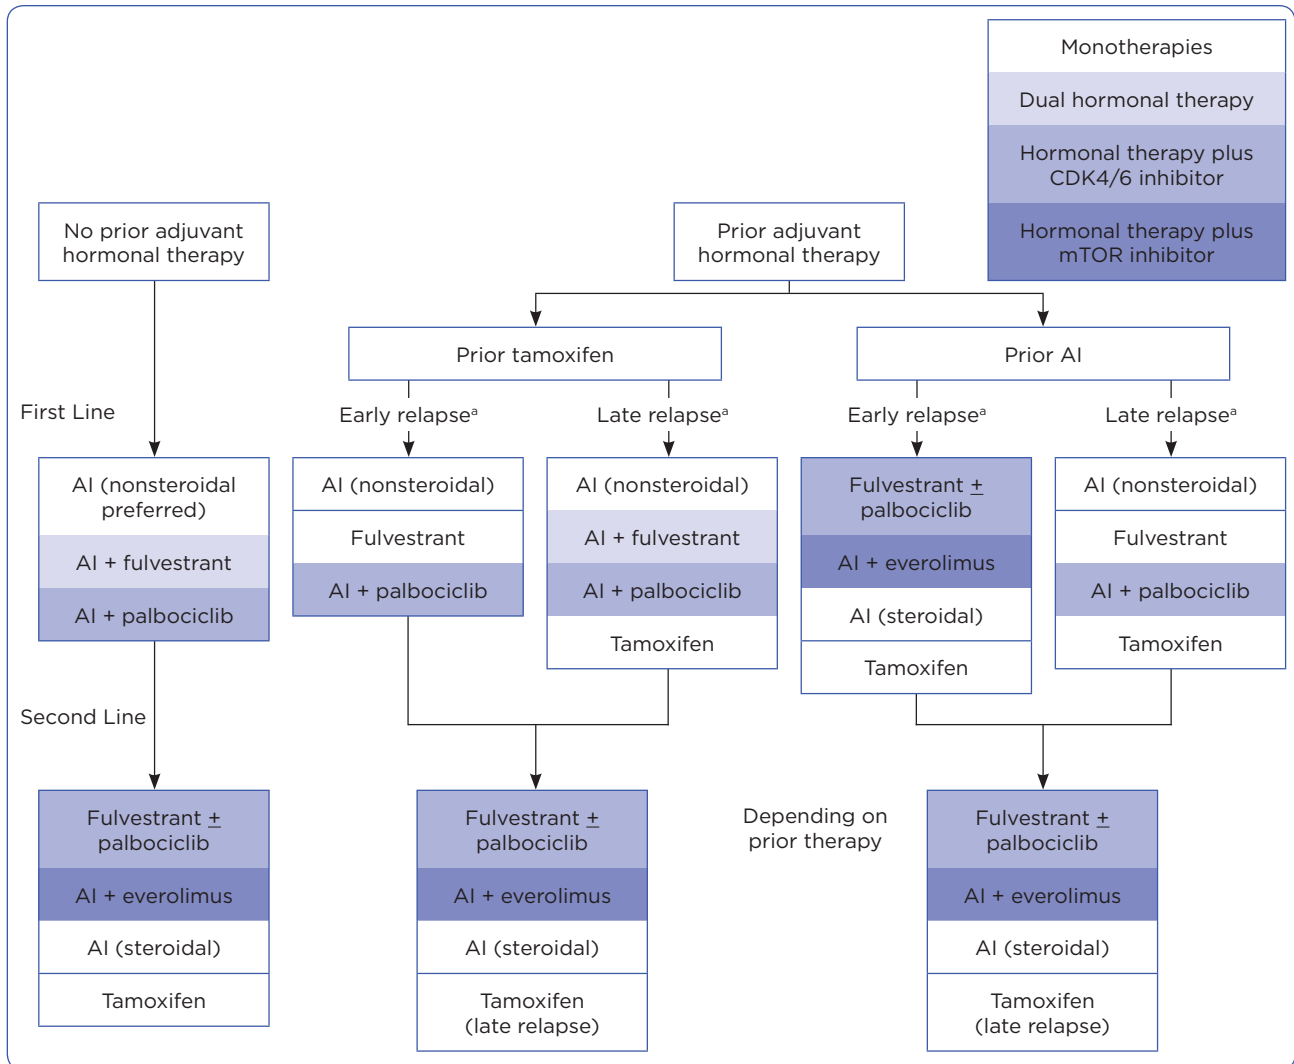 Monotherapies
Dual hormonal therapy
Hormonal therapy plus
CDK4/6 inhibitor
Hormonal therapy plus
mTOR inhibitor
No prior adjuvant
hormonal therapy
Prior adjuvant
hormonal therapy
Prior tamoxifen
Prior AI
First Line
Early relapseᵃ
Late relapseᵃ
Early relapseᵃ
Late relapseᵃ
AI (nonsteroidal
preferred)
AI + fulvestrant
AI + palbociclib
AI (nonsteroidal)
Fulvestrant
AI + palbociclib
AI (nonsteroidal)
AI + fulvestrant
AI + palbociclib
Tamoxifen
Fulvestrant ±
palbociclib
AI + everolimus
AI (steroidal)
Tamoxifen
AI (nonsteroidal)
Fulvestrant
AI + palbociclib
Tamoxifen
Second Line
Fulvestrant ±
palbociclib
AI + everolimus
AI (steroidal)
Tamoxifen
Fulvestrant ±
palbociclib
AI + everolimus
AI (steroidal)
Tamoxifen
(late relapse)
Depending on
prior therapy
Fulvestrant ±
palbociclib
AI + everolimus
AI (steroidal)
Tamoxifen
(late relapse)